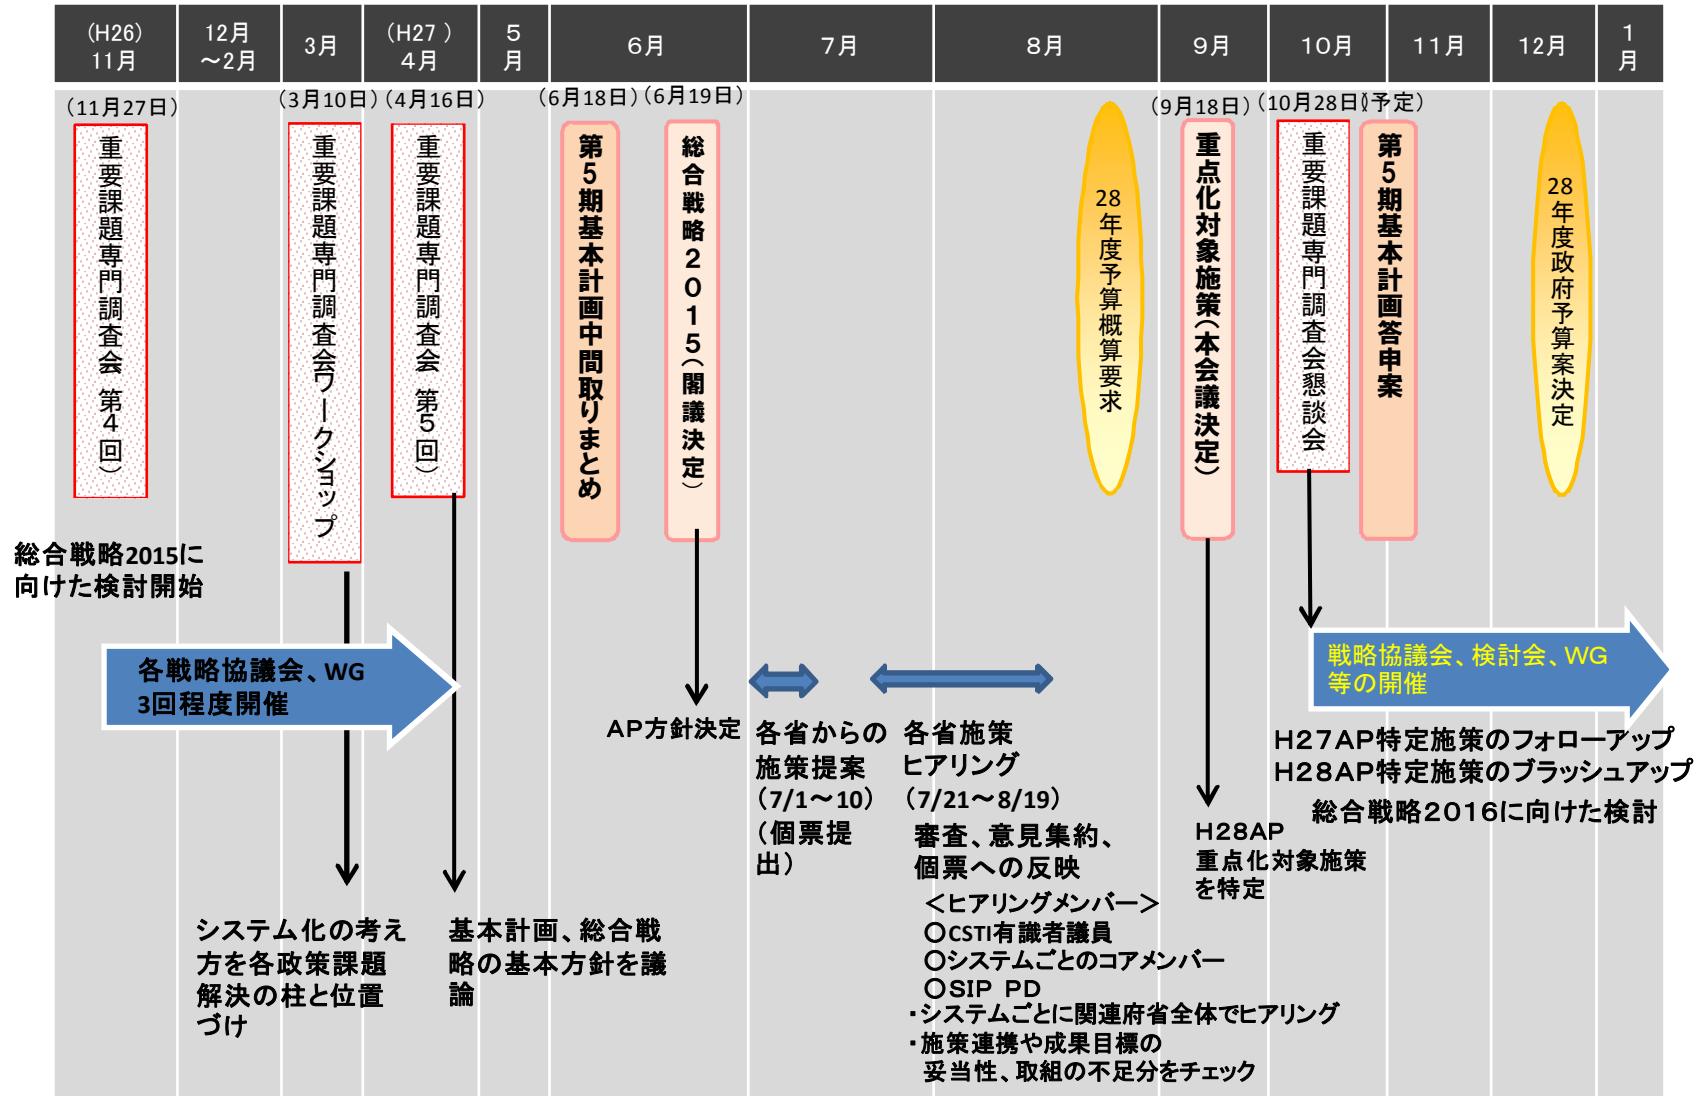 （H26）
11月
12月
～2月
3月
（H27 ）
４月
５
月
６月
７月
８月
９月
１０月
１１月
１２月
１
月
（11月27日）
（3月10日）
（4月16日）
（6月18日）
（6月19日）
（9月18日）
（10月28日）
（予定）
重要課題専門調査会（第４回）
重要課題専門調査会ワークショップ
重要課題専門調査会（第５回）
第５期基本計画中間取りまとめ
総合戦略２０１５（閣議決定）
28年度予算概算要求
重点化対象施策（本会議決定）
重要課題専門調査会懇談会
第５期基本計画答申案
28年度政府予算案決定
総合戦略2015に
向けた検討開始
各戦略協議会、WG
3回程度開催
システム化の考え
方を各政策課題
解決の柱と位置
づけ
基本計画、総合戦
略の基本方針を議
論
ＡＰ方針決定
各省からの
施策提案
（7/1～10）
（個票提
出）
各省施策
ヒアリング
（7/21～8/19）
審査、意見集約、
個票への反映
＜ヒアリングメンバー＞
○CSTI有識者議員
○システムごとのコアメンバー
○ＳＩＰ ＰＤ
・システムごとに関連府省全体でヒアリング
・施策連携や成果目標の
妥当性、取組の不足分をチェック
Ｈ２８ＡＰ
重点化対象施策
を特定
戦略協議会、検討会、ＷＧ
等の開催
Ｈ２７ＡＰ特定施策のフォローアップ
Ｈ２８ＡＰ特定施策のブラッシュアップ
総合戦略２０１６に向けた検討